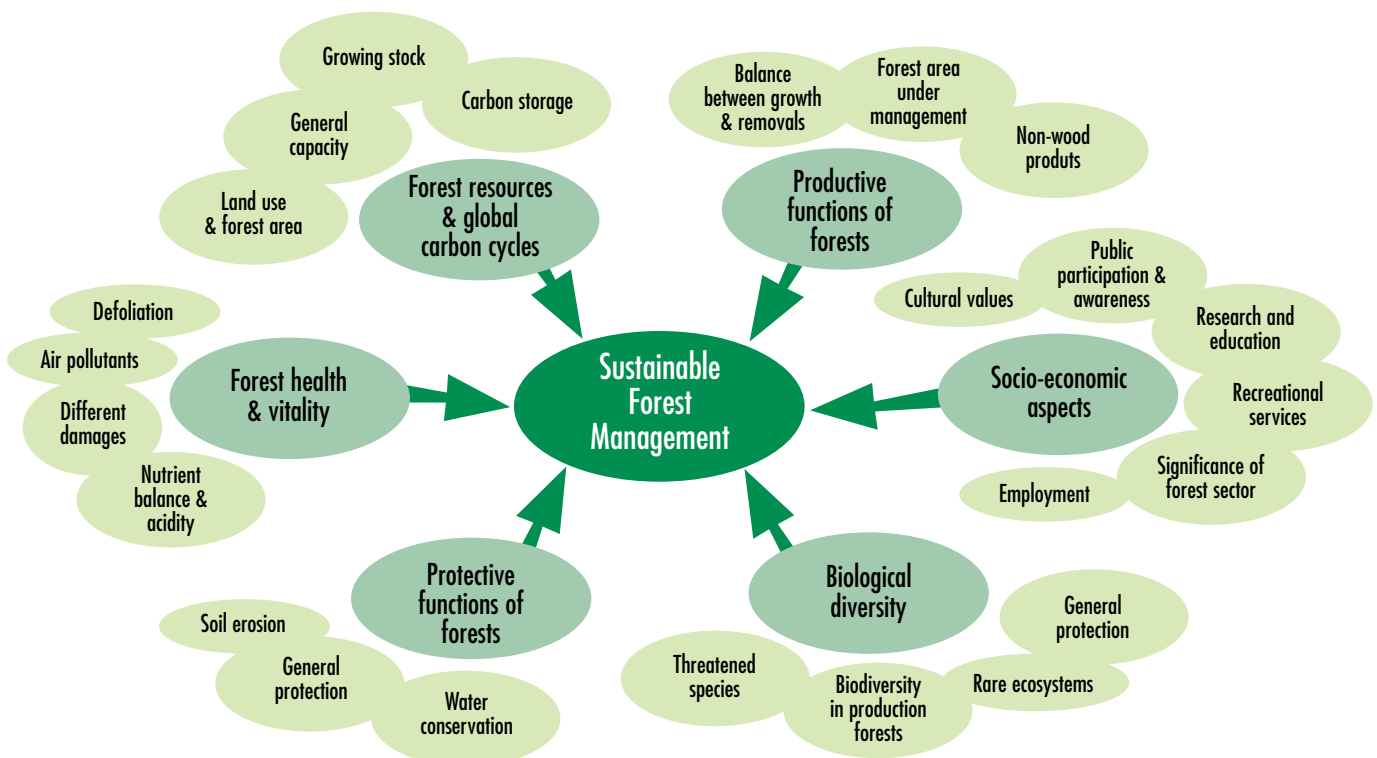 Growing stock
Carbon storage
General
capacity
Land use
& forest area
Forest resources
& global
carbon cycles
Balance
between growth
& removals
Forest area
under
management
Non-wood
produts
Productive
functions of
forests
Cultural values
Public
participation &
awareness
Research and
education
Recreational
services
Significance of
forest sector
Employment
Socio-economic
aspects
Defoliation
Air pollutants
Different
damages
Nutrient
balance &
acidity
Forest health
& vitality
Sustainable
Forest
Management
Protective
functions of
forests
Soil erosion
General
protection
Water
conservation
Biological
diversity
Threatened
species
Biodiversity
in production
forests
Rare ecosystems
General
protection